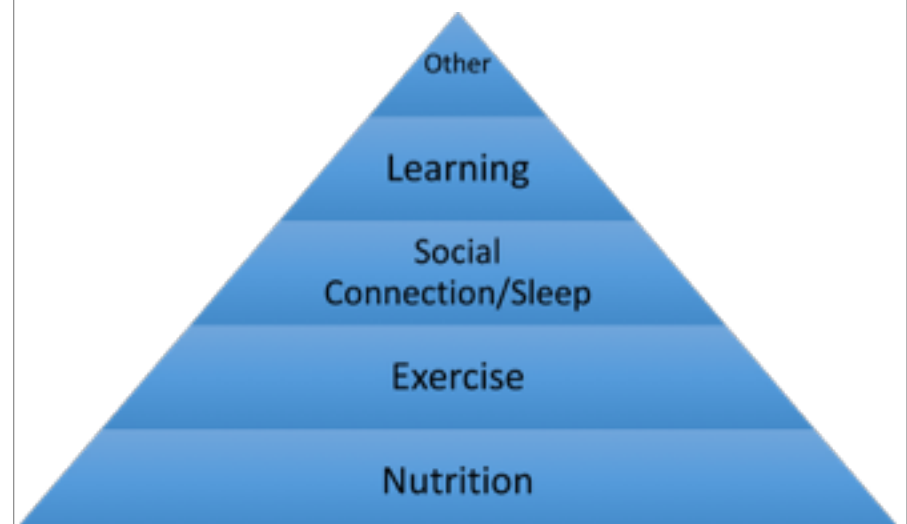 Other
Learning
Social
Connection/Sleep
Exercise
Nutrition